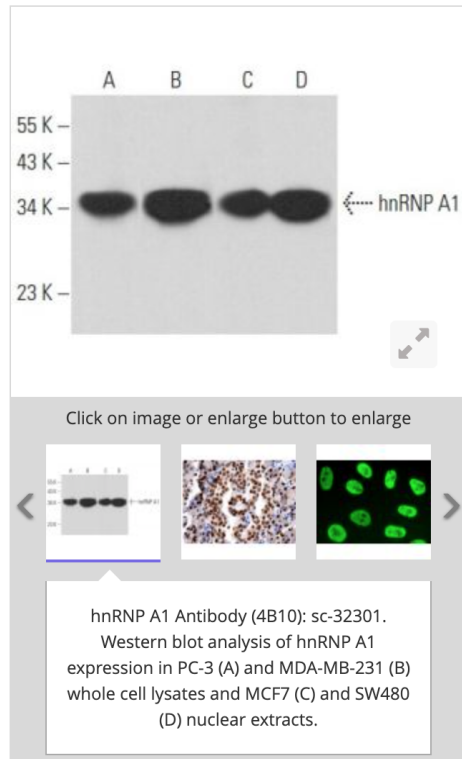 A B C D
55 K
43 K
34 K
hnRNP A1
23 K
Click on image or enlarge button to enlarge
hnRNP A1 Antibody (4B10): sc-32301.
Western blot analysis of hnRNP A1
expression in PC-3 (A) and MDA-MB-231 (B)
whole cell lysates and MCF7 (C) and SW480
(D) nuclear extracts.